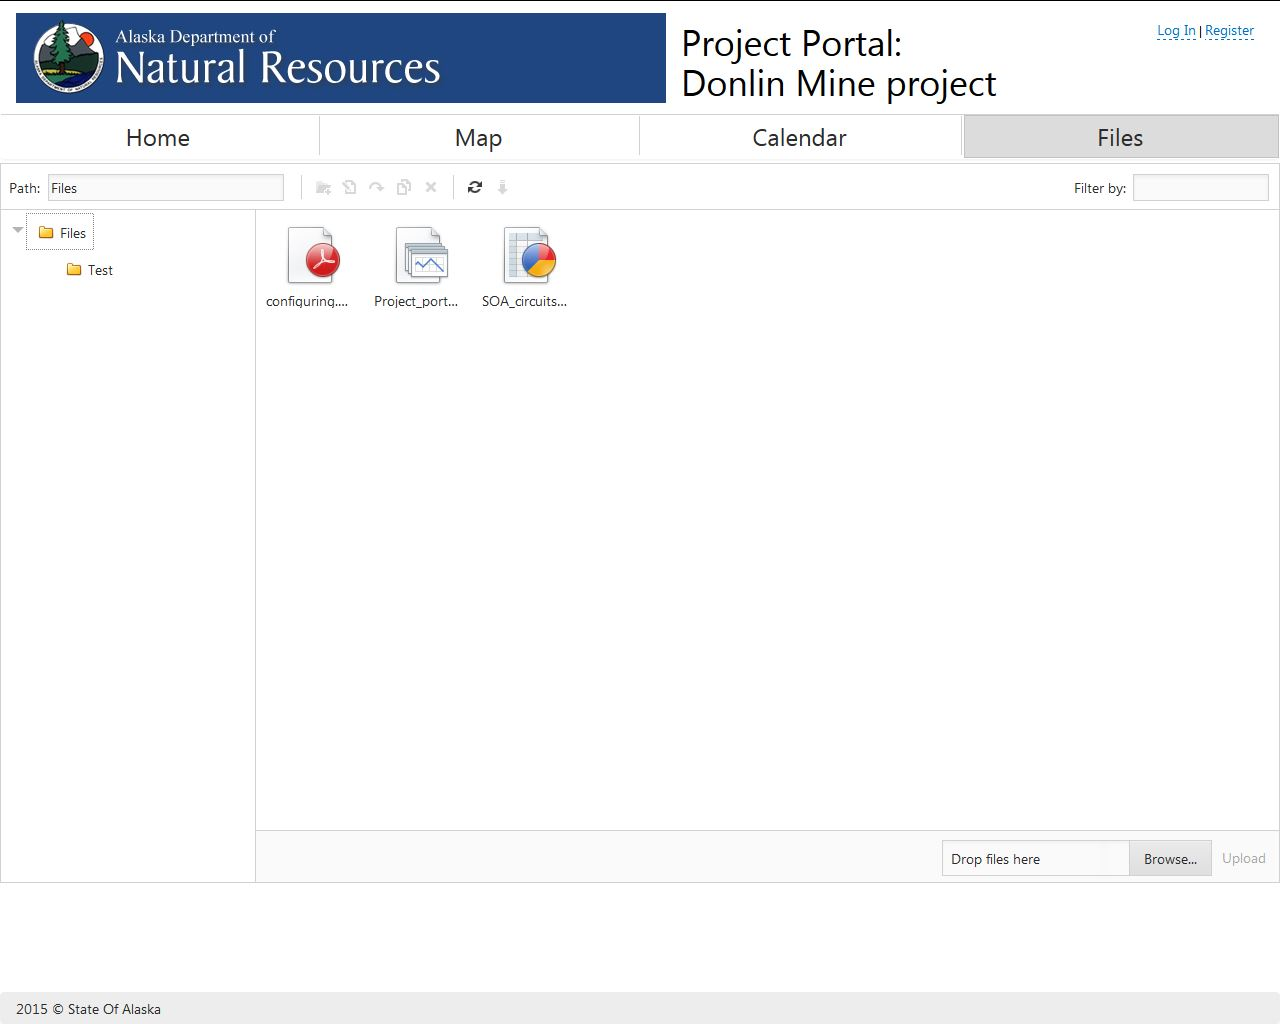 Alaska Department of
Natural Resources
Project Portal:
Donlin Mine project
Log In | Register
Home
Map
Calendar
Files
Path: Files
Filter by:
Files
Test
configuring....
Project_port...
SOA_circuits...
Drop files here
Browse...
Upload
2015 © State Of Alaska